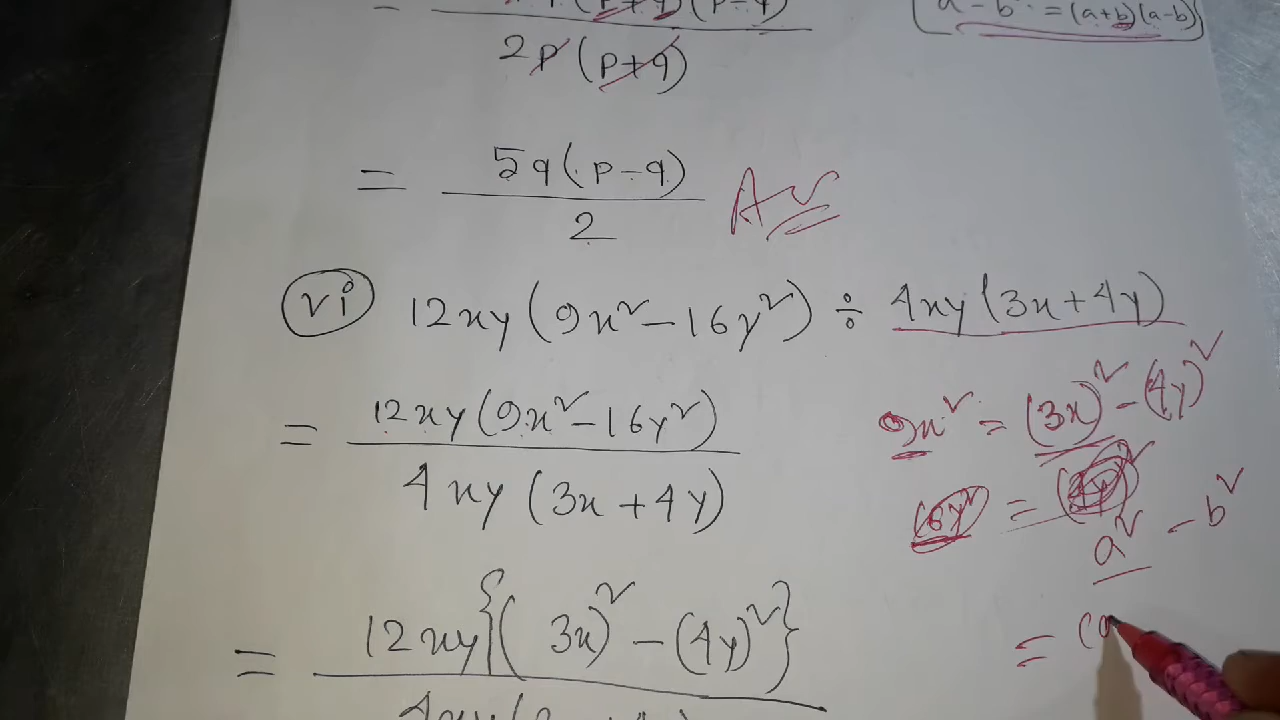 (p+q)(p-q)
a² - b² = (a+b)(a-b)
2p(p+q)
= 5q(p-q) / 2 Ans
vi 12xy(9x² - 16y²) ÷ 4xy(3x + 4y)
= 12xy(9x² - 16y²) / 4xy(3x + 4y)
9x² = (3x)² - (4y)²
16y² = (4y)²
a² - b²
= (a
= 12xy{(3x)² - (4y)²}